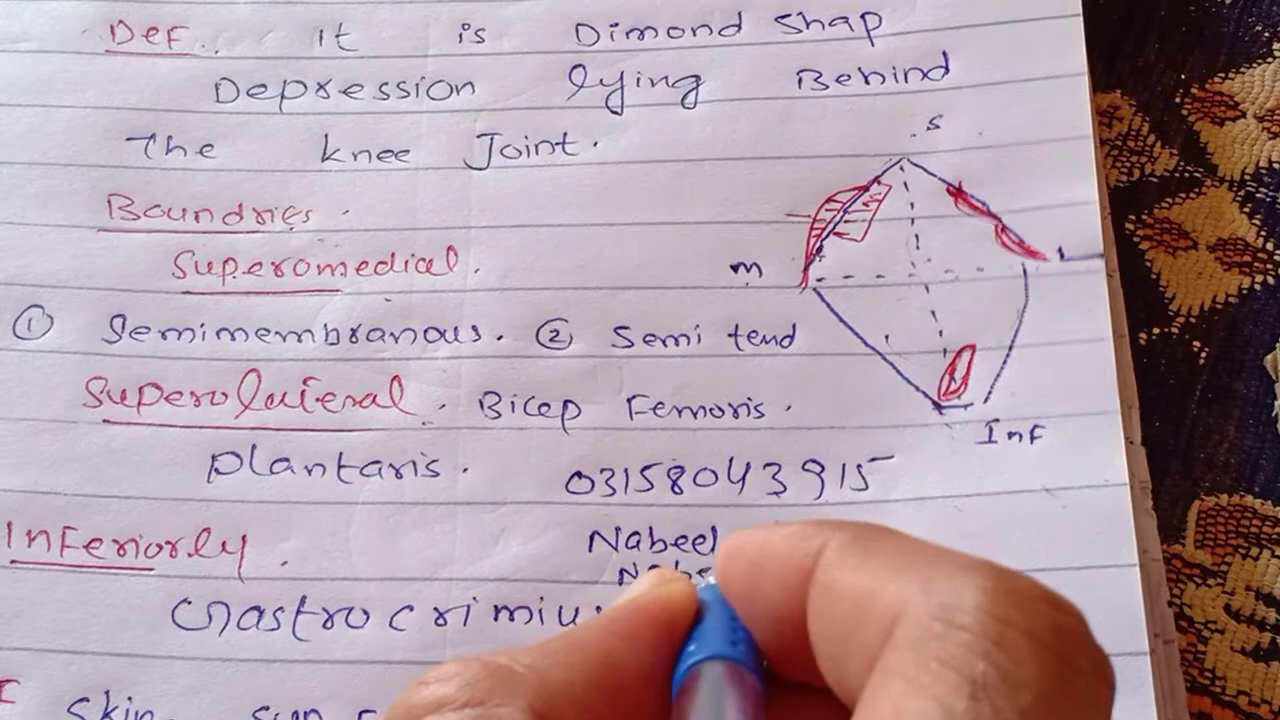 Def.. It is Dimond shap
Depression lying Behind
The knee Joint.
Boundries.
Superomedial.
① Semimembranous. ② Semi tend
Superolateral. Bicep Femoris.
plantaris. 03158043915
Inferiorly. Nabeel
Gastrocrimiu
skin.
S
m
L
Inf